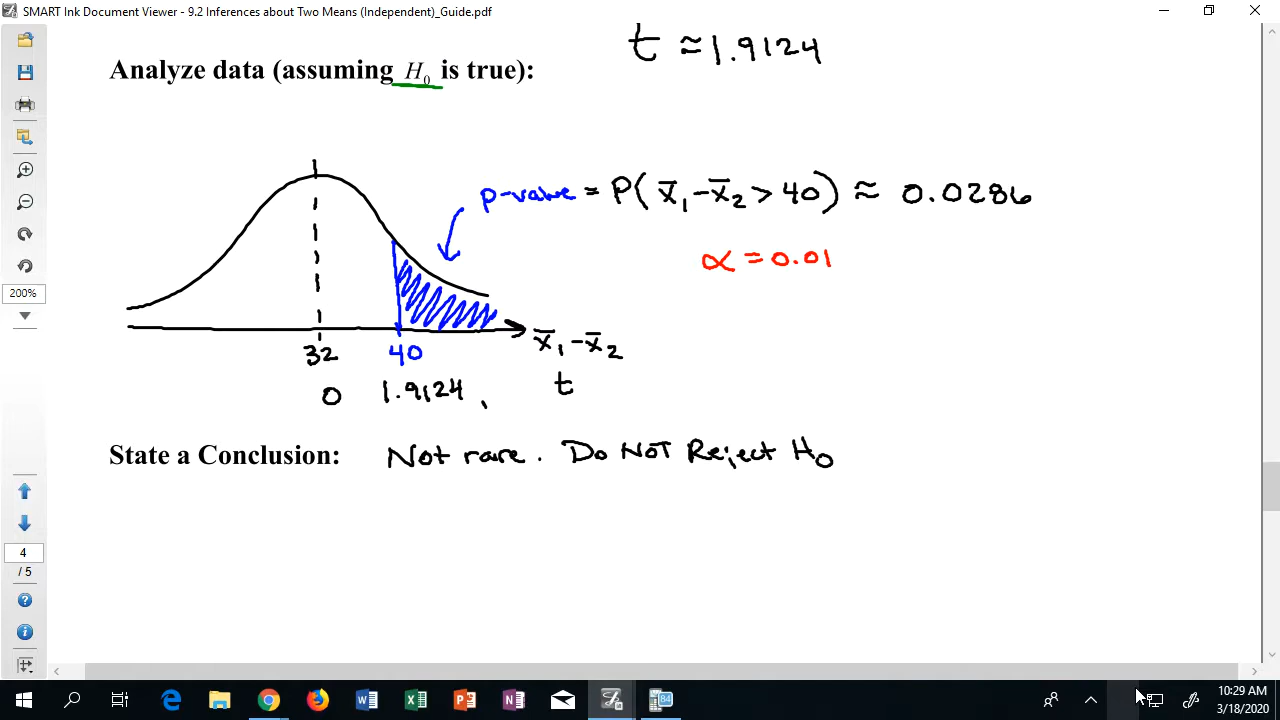 SMART Ink Document Viewer - 9.2 Inferences about Two Means (Independent)_Guide.pdf
t ≈ 1.9124
Analyze data (assuming H₀ is true):
p-value = P( x̄₁ - x̄₂ > 40) ≈ 0.0286
α = 0.01
200%
x̄₁ - x̄₂
32 40
0 1.9124 , t
State a Conclusion: Not rare. Do NOT Reject H₀
4
/ 5
84
10:29 AM
3/18/2020